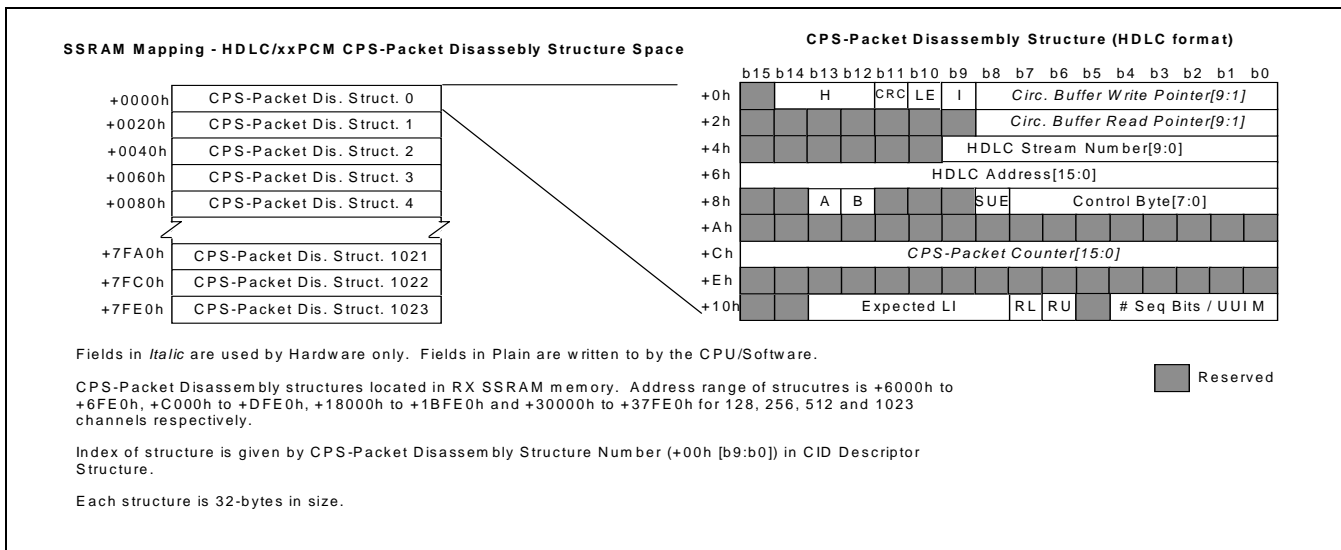 SSRAM Mapping - HDLC/xxPCM CPS-Packet Disassebly Structure Space
+0000h CPS-Packet Dis. Struct. 0
+0020h CPS-Packet Dis. Struct. 1
+0040h CPS-Packet Dis. Struct. 2
+0060h CPS-Packet Dis. Struct. 3
+0080h CPS-Packet Dis. Struct. 4
+7FA0h CPS-Packet Dis. Struct. 1021
+7FC0h CPS-Packet Dis. Struct. 1022
+7FE0h CPS-Packet Dis. Struct. 1023
CPS-Packet Disassembly Structure (HDLC format)
b15 b14 b13 b12 b11 b10 b9 b8 b7 b6 b5 b4 b3 b2 b1 b0
+0h H CRC LE I Circ. Buffer Write Pointer[9:1]
+2h Circ. Buffer Read Pointer[9:1]
+4h HDLC Stream Number[9:0]
+6h HDLC Address[15:0]
+8h A B SUE Control Byte[7:0]
+Ah
+Ch CPS-Packet Counter[15:0]
+Eh
+10h Expected LI RL RU # Seq Bits / UUI M
Fields in Italic are used by Hardware only. Fields in Plain are written to by the CPU/Software.
CPS-Packet Disassembly structures located in RX SSRAM memory. Address range of strucutres is +6000h to
+6FE0h, +C000h to +DFE0h, +18000h to +1BFE0h and +30000h to +37FE0h for 128, 256, 512 and 1023
channels respectively.
Index of structure is given by CPS-Packet Disassembly Structure Number (+00h [b9:b0]) in CID Descriptor
Structure.
Each structure is 32-bytes in size.
Reserved